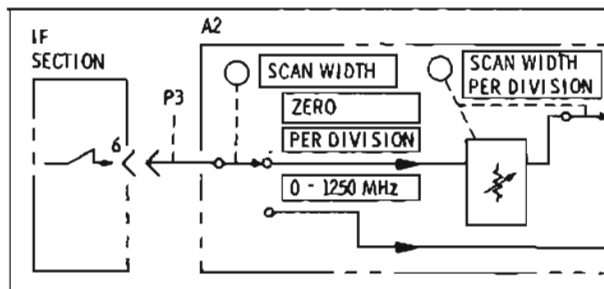 IF
SECTION
A2
P3
6
SCAN WIDTH
ZERO
PER DIVISION
0 - 1250 MHz
SCAN WIDTH
PER DIVISION